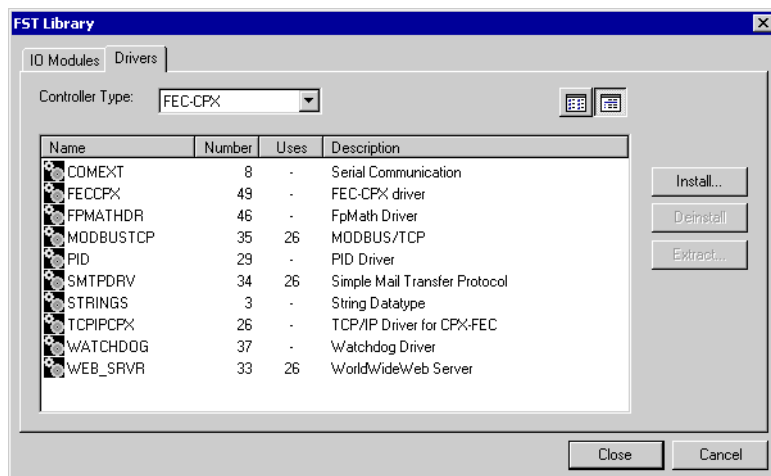 FST Library
IO Modules Drivers
Controller Type: FEC-CPX
Name Number Uses Description
COMEXT 8 - Serial Communication
FECCPX 49 - FEC-CPX driver
FPMATHDR 46 - FpMath Driver
MODBUSTCP 35 26 MODBUS/TCP
PID 29 - PID Driver
SMTPDRV 34 26 Simple Mail Transfer Protocol
STRINGS 3 - String Datatype
TCPIPCPX 26 - TCP/IP Driver for CPX-FEC
WATCHDOG 37 - Watchdog Driver
WEB_SRVR 33 26 WorldWideWeb Server
Install...
Deinstall
Extract...
Close Cancel